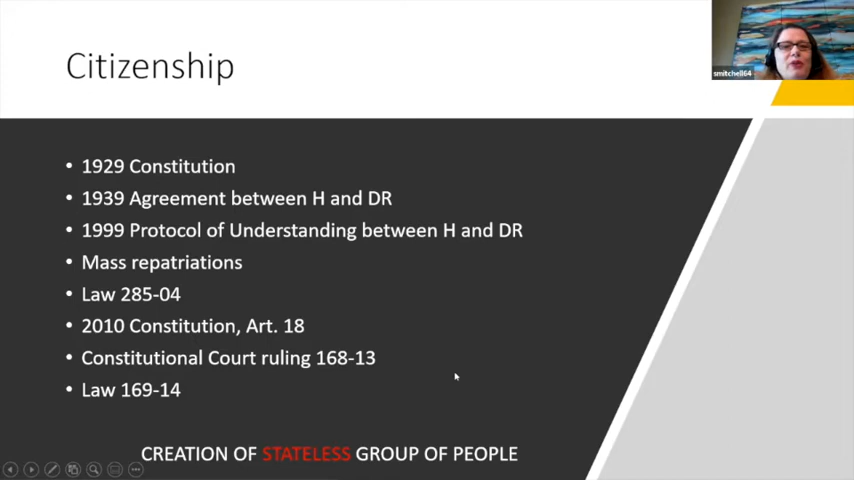 Citizenship
smitchell64
• 1929 Constitution
• 1939 Agreement between H and DR
• 1999 Protocol of Understanding between H and DR
• Mass repatriations
• Law 285-04
• 2010 Constitution, Art. 18
• Constitutional Court ruling 168-13
• Law 169-14
CREATION OF STATELESS GROUP OF PEOPLE